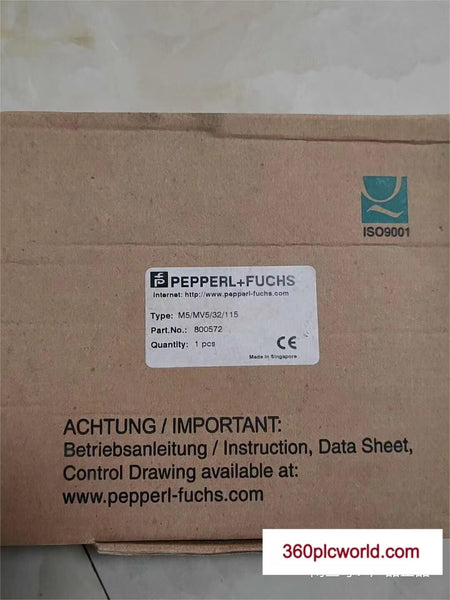 ISO9001
PEPPERL+FUCHS
internet: http://www.pepperl-fuchs.com
Type: M5/MV5/32/115
Part.No.: 800572
Quantity: 1 pcs
CE
Made in Singapore
ACHTUNG / IMPORTANT:
Betriebsanleitung / Instruction, Data Sheet,
Control Drawing available at:
www.pepperl-fuchs.com
360plcworld.com